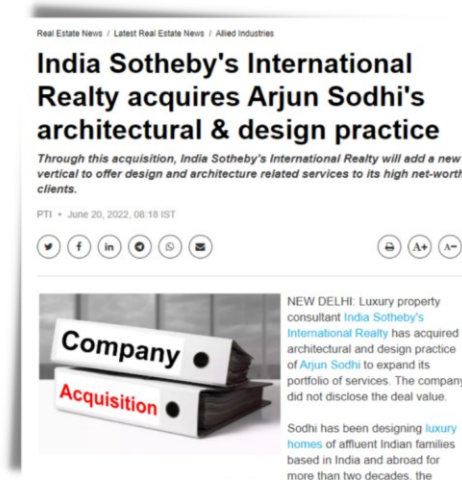 Real Estate News / Latest Real Estate News / Allied Industries
India Sotheby's International
Realty acquires Arjun Sodhi's
architectural & design practice
Through this acquisition, India Sotheby's International Realty will add a new
vertical to offer design and architecture related services to its high net-worth
clients.
PTI • June 20, 2022, 08:18 IST
A+ A-
Company
Acquisition
NEW DELHI: Luxury property
consultant India Sotheby's
International Realty has acquired
architectural and design practice
of Arjun Sodhi to expand its
portfolio of services. The company
did not disclose the deal value.
Sodhi has been designing luxury
homes of affluent Indian families
based in India and abroad for
more than two decades, the